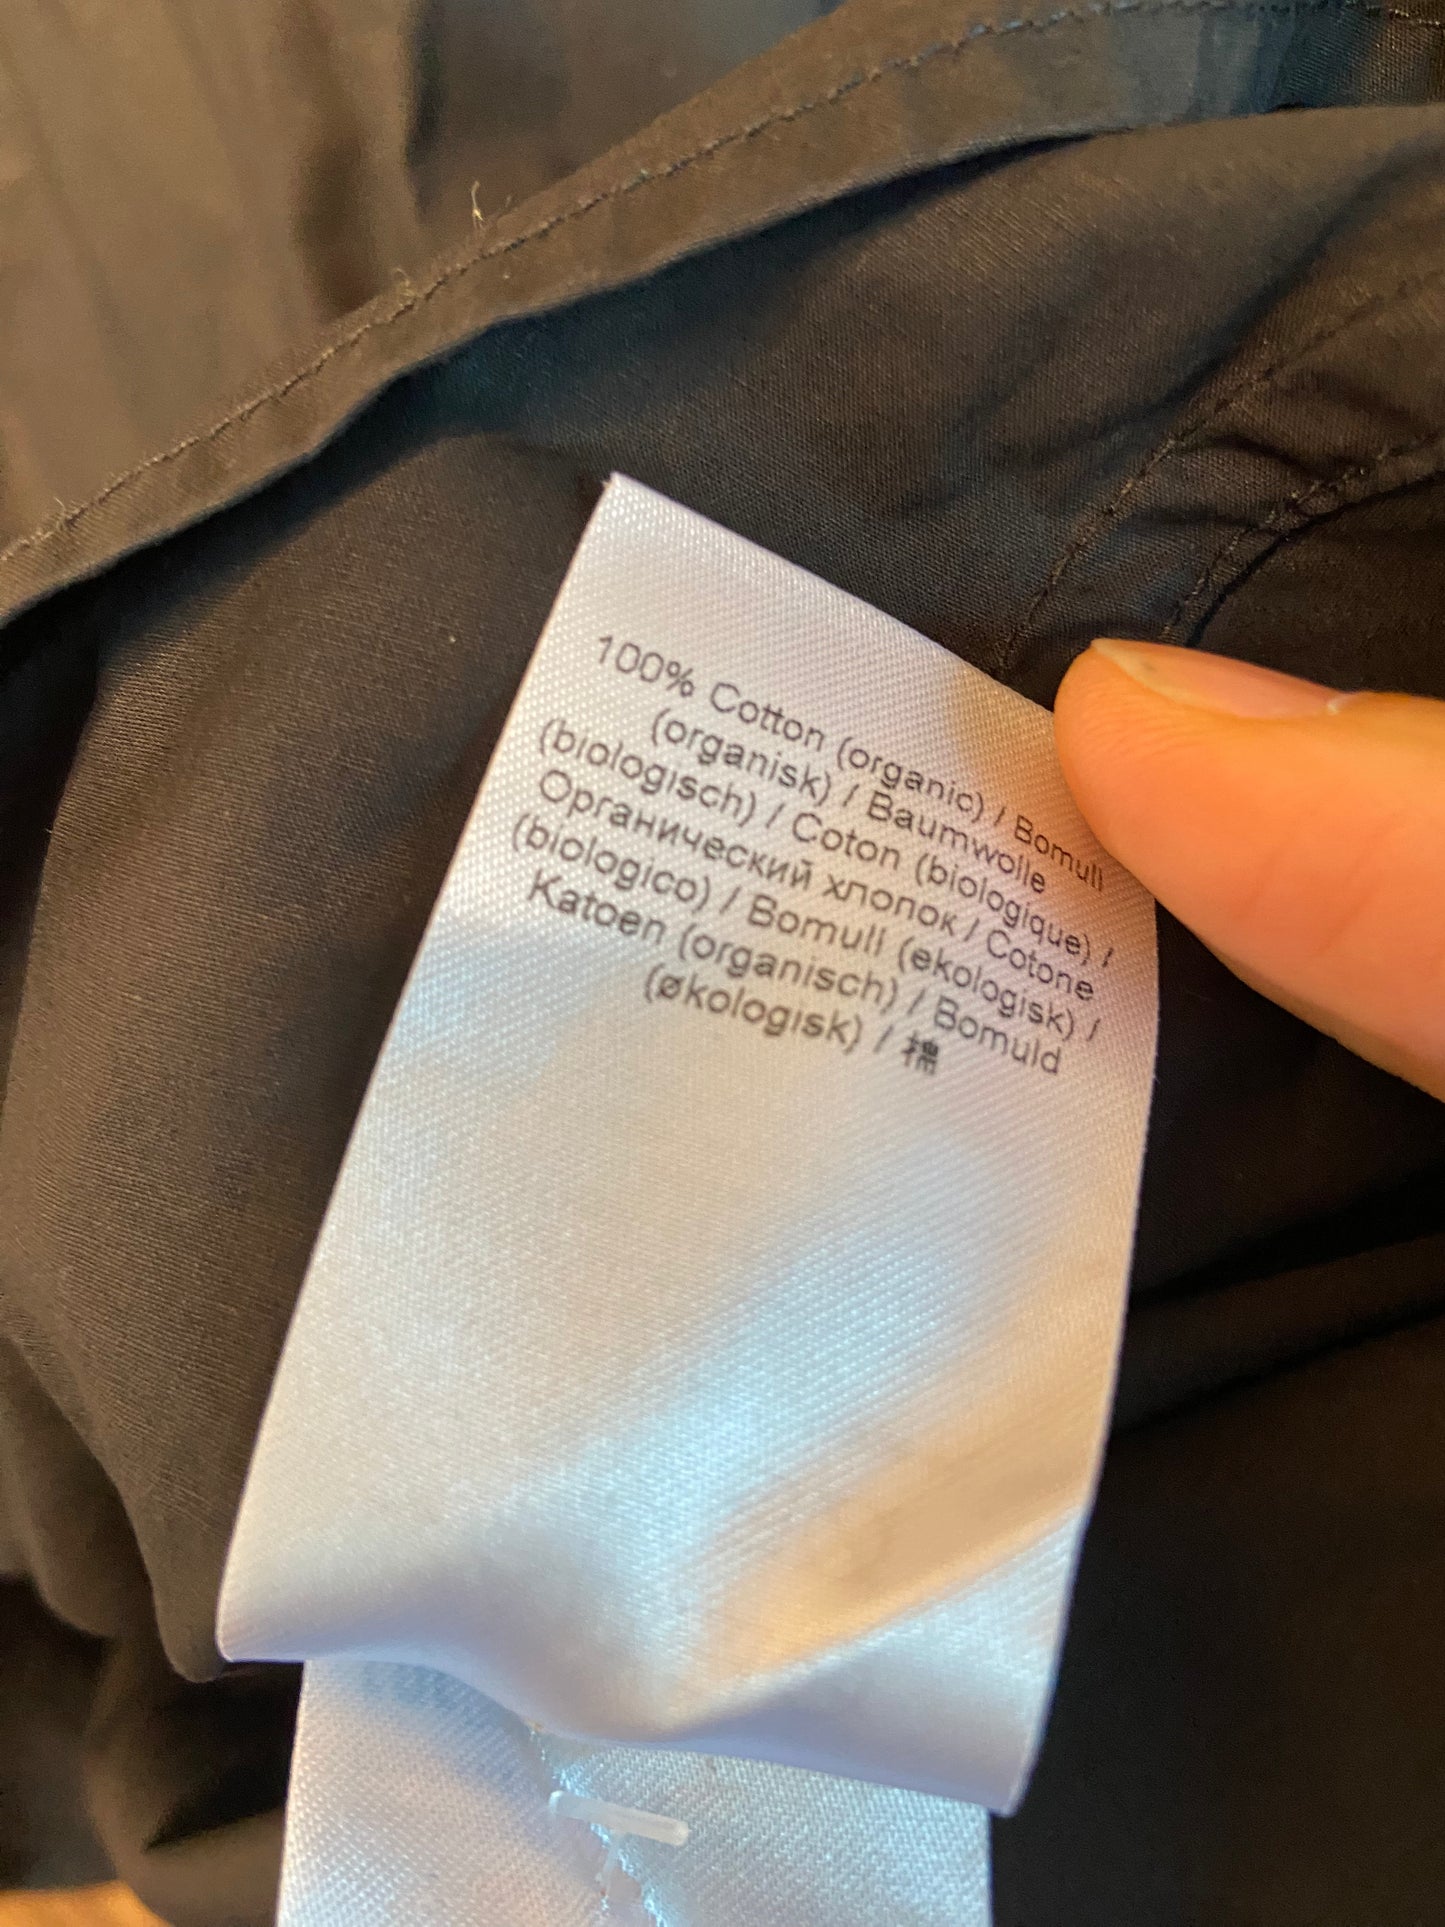 100% Cotton (organic) / Bomull
(organisk) / Baumwolle
(biologisch) / Coton (biologique) /
Органический хлопок / Cotone
(biologico) / Bomull (ekologisk) /
Katoen (organisch) / Bomuld
(økologisk) /